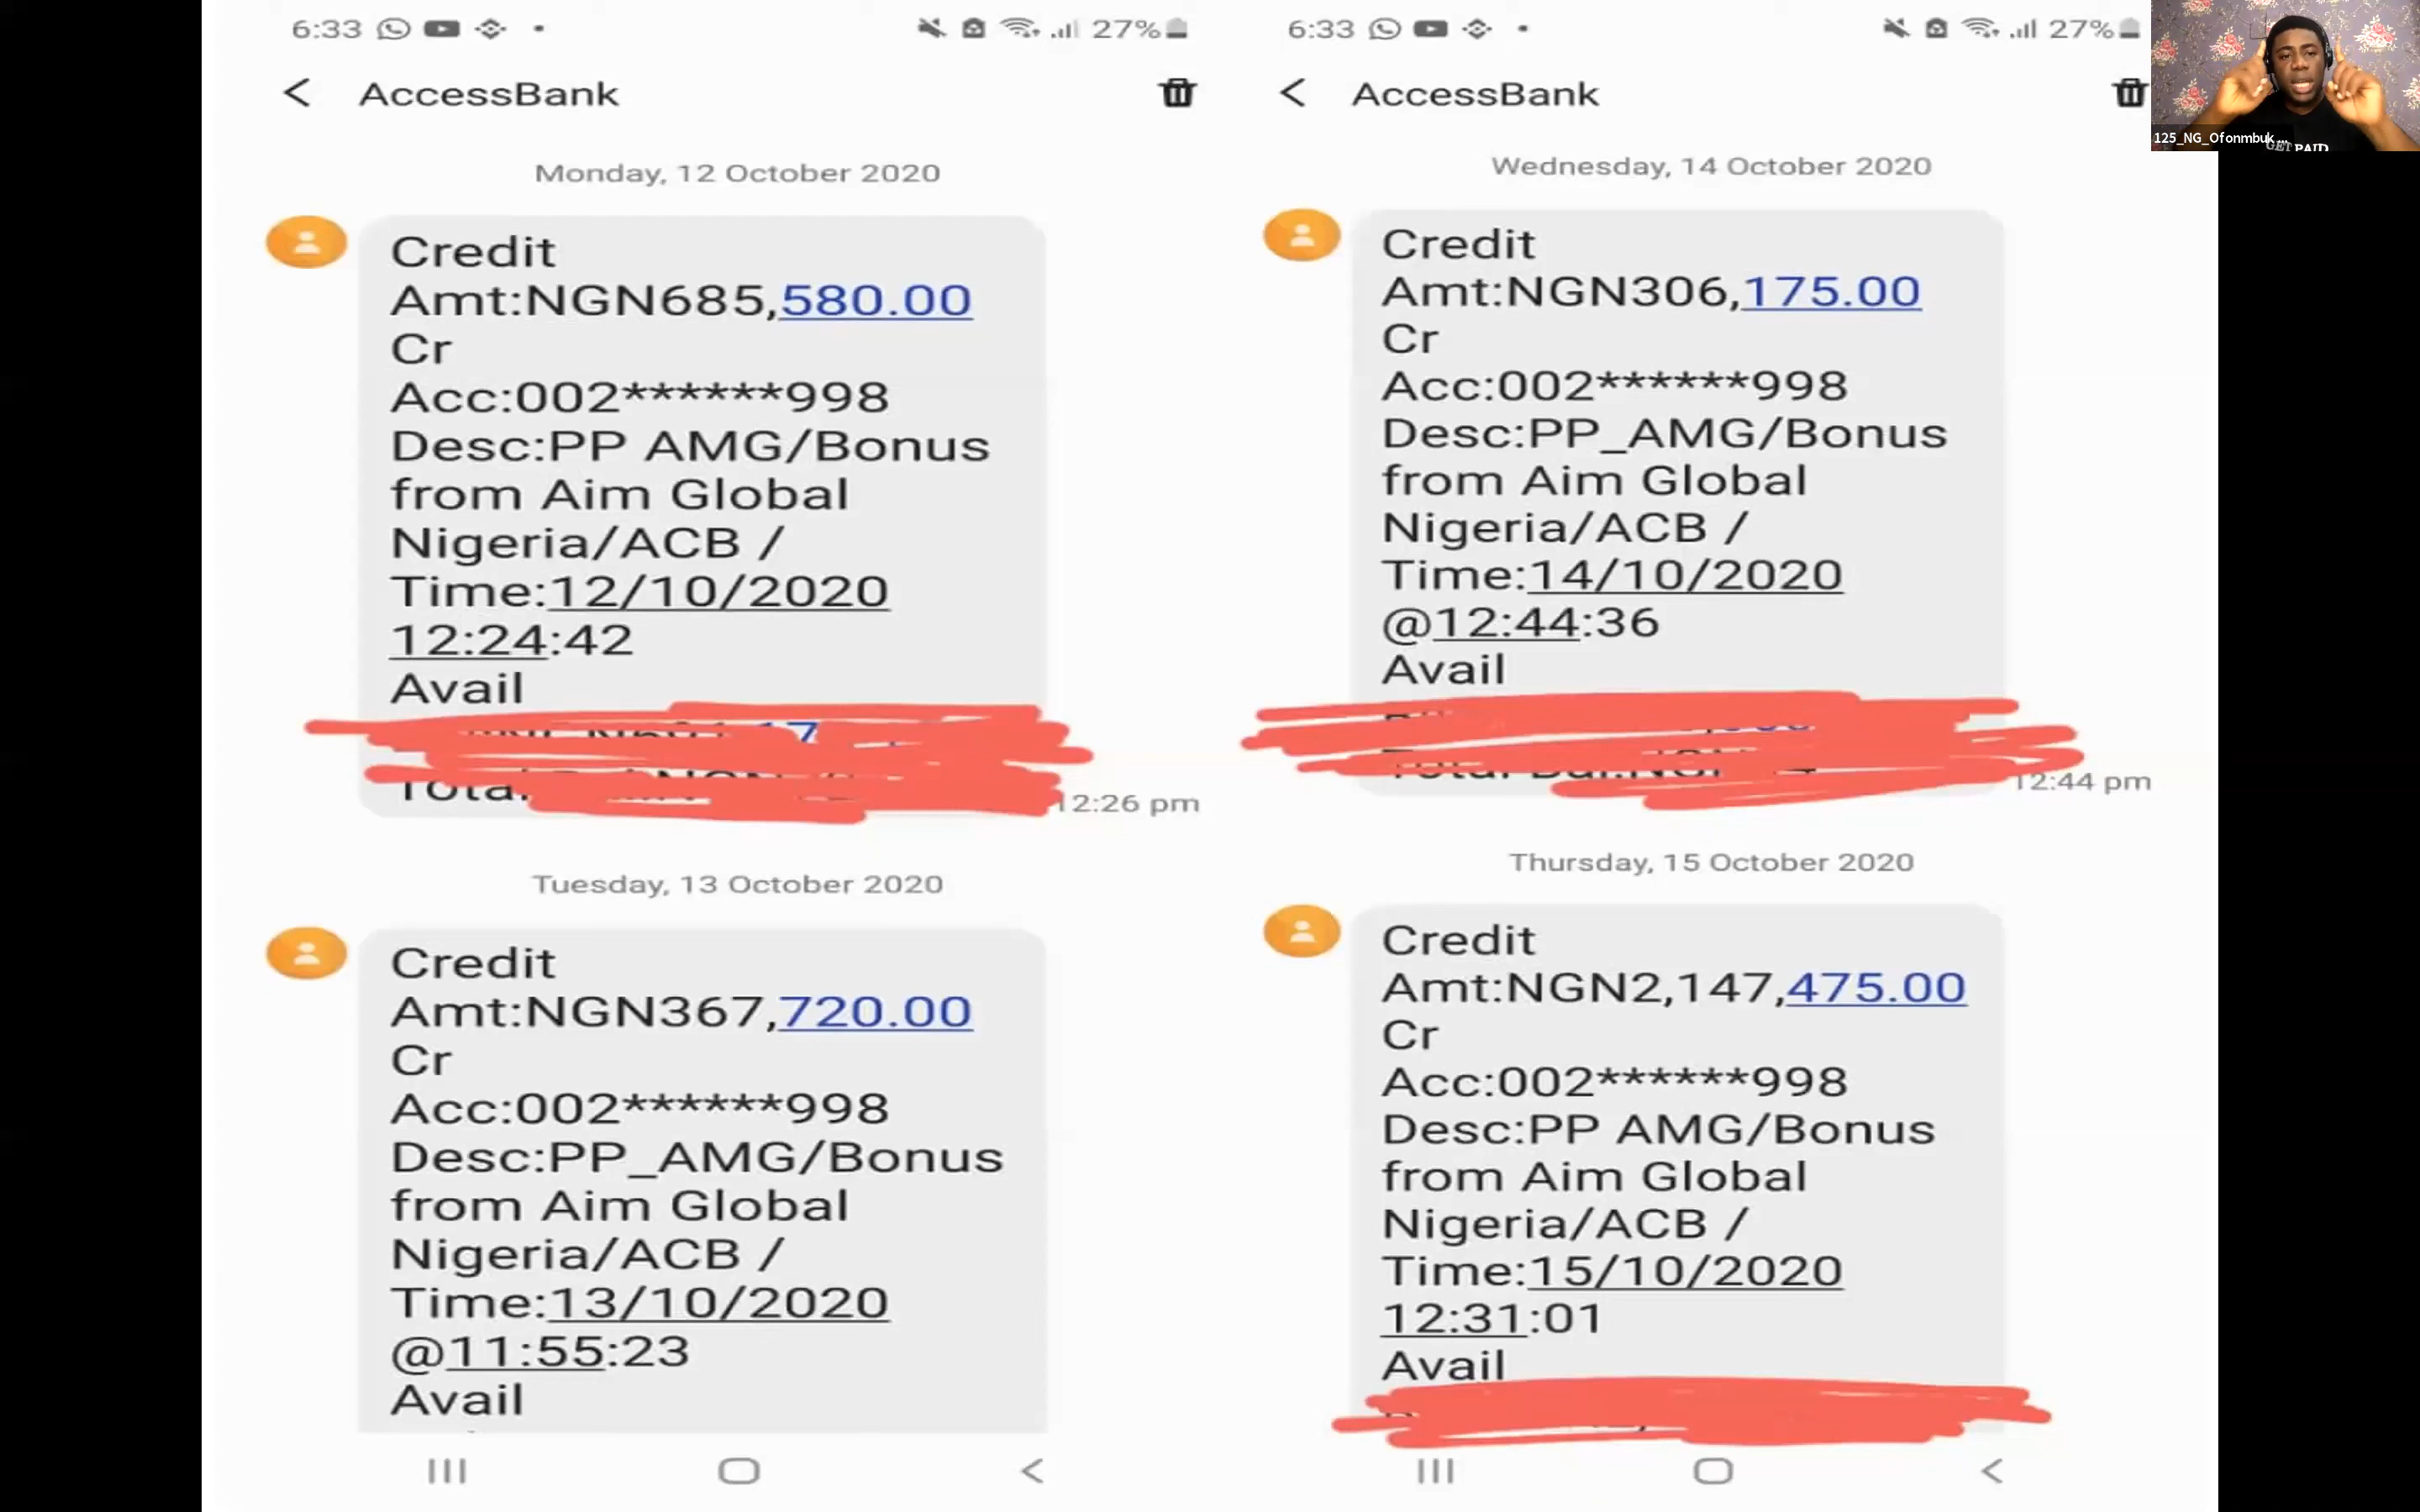 6:33
27%
AccessBank
Monday, 12 October 2020
Credit
Amt:NGN685,580.00
Cr
Acc:002******998
Desc:PP AMG/Bonus
from Aim Global
Nigeria/ACB /
Time:12/10/2020
12:24:42
Avail
12:26 pm
Tuesday, 13 October 2020
Credit
Amt:NGN367,720.00
Cr
Acc:002******998
Desc:PP_AMG/Bonus
from Aim Global
Nigeria/ACB /
Time:13/10/2020
@11:55:23
Avail
6:33
27%
AccessBank
Wednesday, 14 October 2020
Credit
Amt:NGN306,175.00
Cr
Acc:002******998
Desc:PP_AMG/Bonus
from Aim Global
Nigeria/ACB /
Time:14/10/2020
@12:44:36
Avail
Total Bal:NGN
12:44 pm
Thursday, 15 October 2020
Credit
Amt:NGN2,147,475.00
Cr
Acc:002******998
Desc:PP AMG/Bonus
from Aim Global
Nigeria/ACB /
Time:15/10/2020
12:31:01
Avail
125_NG_Ofonmbuk...
GET PAID